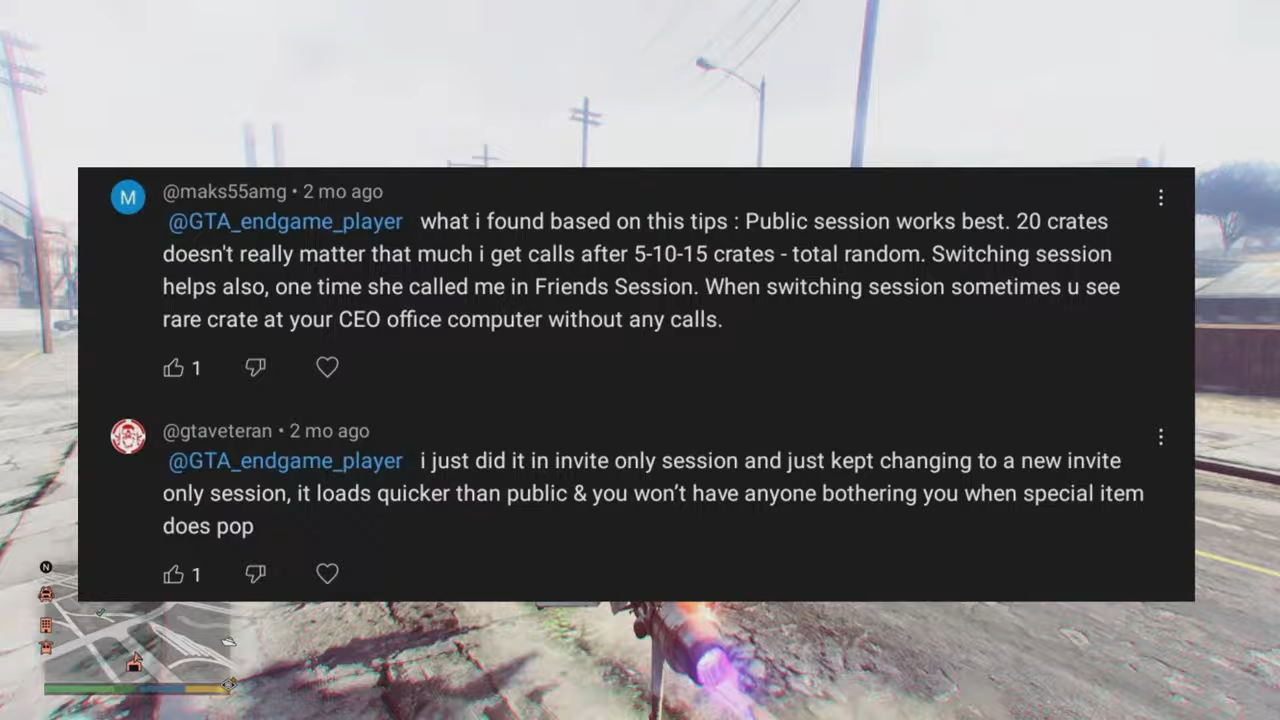 M
@maks55amg • 2 mo ago
@GTA_endgame_player what i found based on this tips : Public session works best. 20 crates
doesn't really matter that much i get calls after 5-10-15 crates - total random. Switching session
helps also, one time she called me in Friends Session. When switching session sometimes u see
rare crate at your CEO office computer without any calls.
1
@gtaveteran • 2 mo ago
@GTA_endgame_player i just did it in invite only session and just kept changing to a new invite
only session, it loads quicker than public & you won’t have anyone bothering you when special item
does pop
1
N